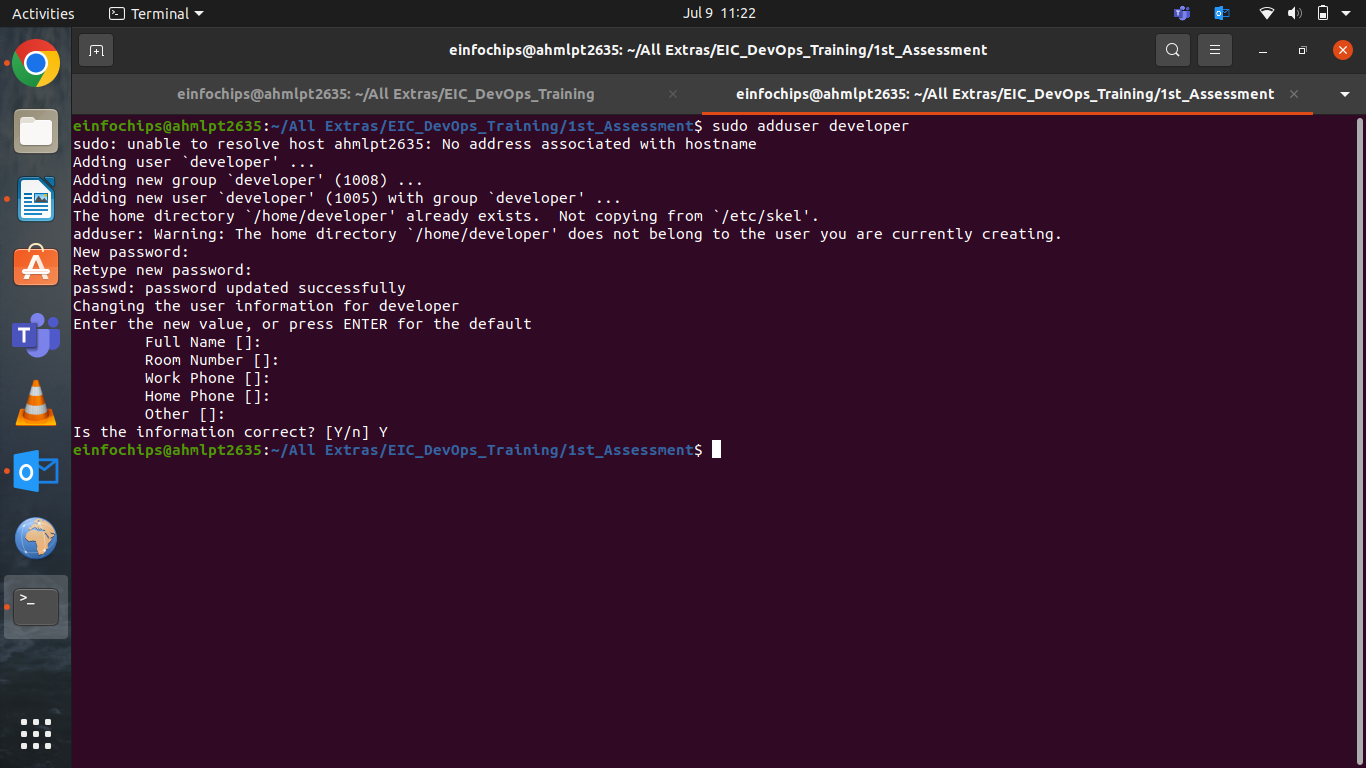 Activities
Terminal
Jul 9 11:22
einfochips@ahmlpt2635: ~/All Extras/EIC_DevOps_Training/1st_Assessment
einfochips@ahmlpt2635: ~/All Extras/EIC_DevOps_Training
einfochips@ahmlpt2635: ~/All Extras/EIC_DevOps_Training/1st_Assessment
einfochips@ahmlpt2635:~/All Extras/EIC_DevOps_Training/1st_Assessment$ sudo adduser developer
sudo: unable to resolve host ahmlpt2635: No address associated with hostname
Adding user `developer' ...
Adding new group `developer' (1008) ...
Adding new user `developer' (1005) with group `developer' ...
The home directory `/home/developer' already exists.  Not copying from `/etc/skel'.
adduser: Warning: The home directory `/home/developer' does not belong to the user you are currently creating.
New password:
Retype new password:
passwd: password updated successfully
Changing the user information for developer
Enter the new value, or press ENTER for the default
Full Name []:
Room Number []:
Work Phone []:
Home Phone []:
Other []:
Is the information correct? [Y/n] Y
einfochips@ahmlpt2635:~/All Extras/EIC_DevOps_Training/1st_Assessment$